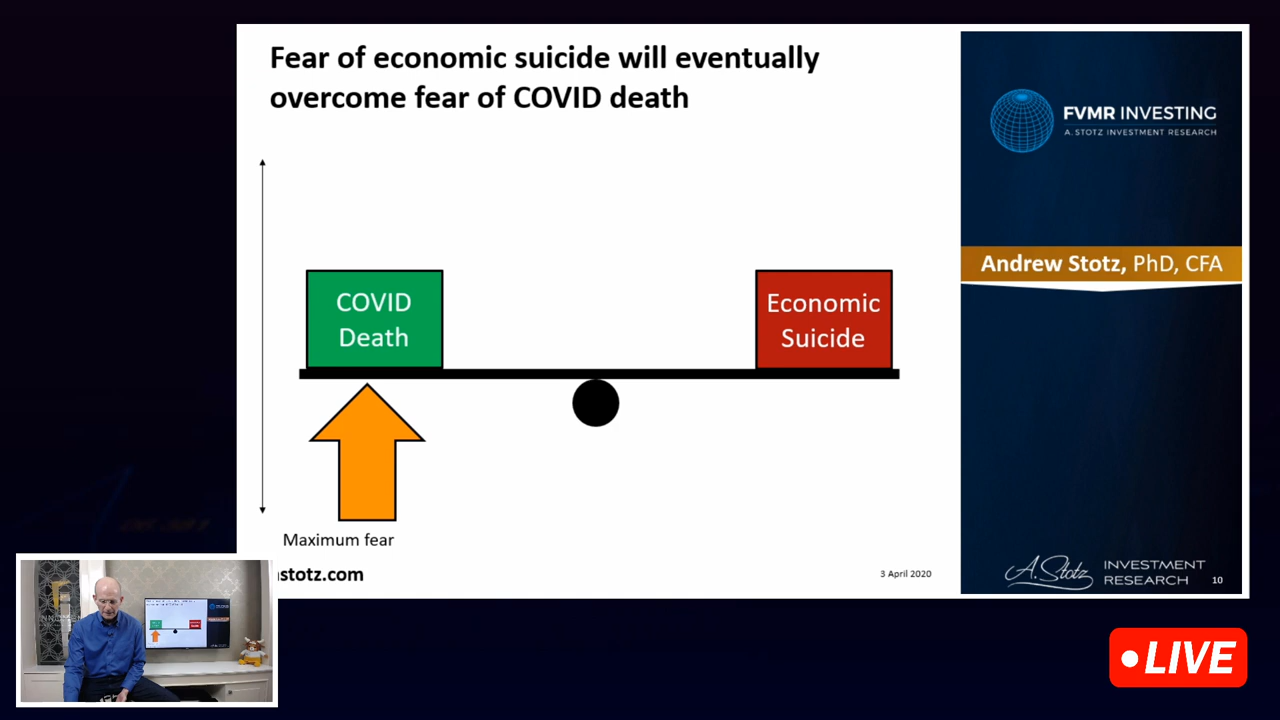 Fear of economic suicide will eventually
overcome fear of COVID death
FVMR INVESTING
A. STOTZ INVESTMENT RESEARCH
Andrew Stotz, PhD, CFA
COVID
Death
Economic
Suicide
Maximum fear
stotz.com
3 April 2020
A. Stotz
INVESTMENT
RESEARCH
10
LIVE